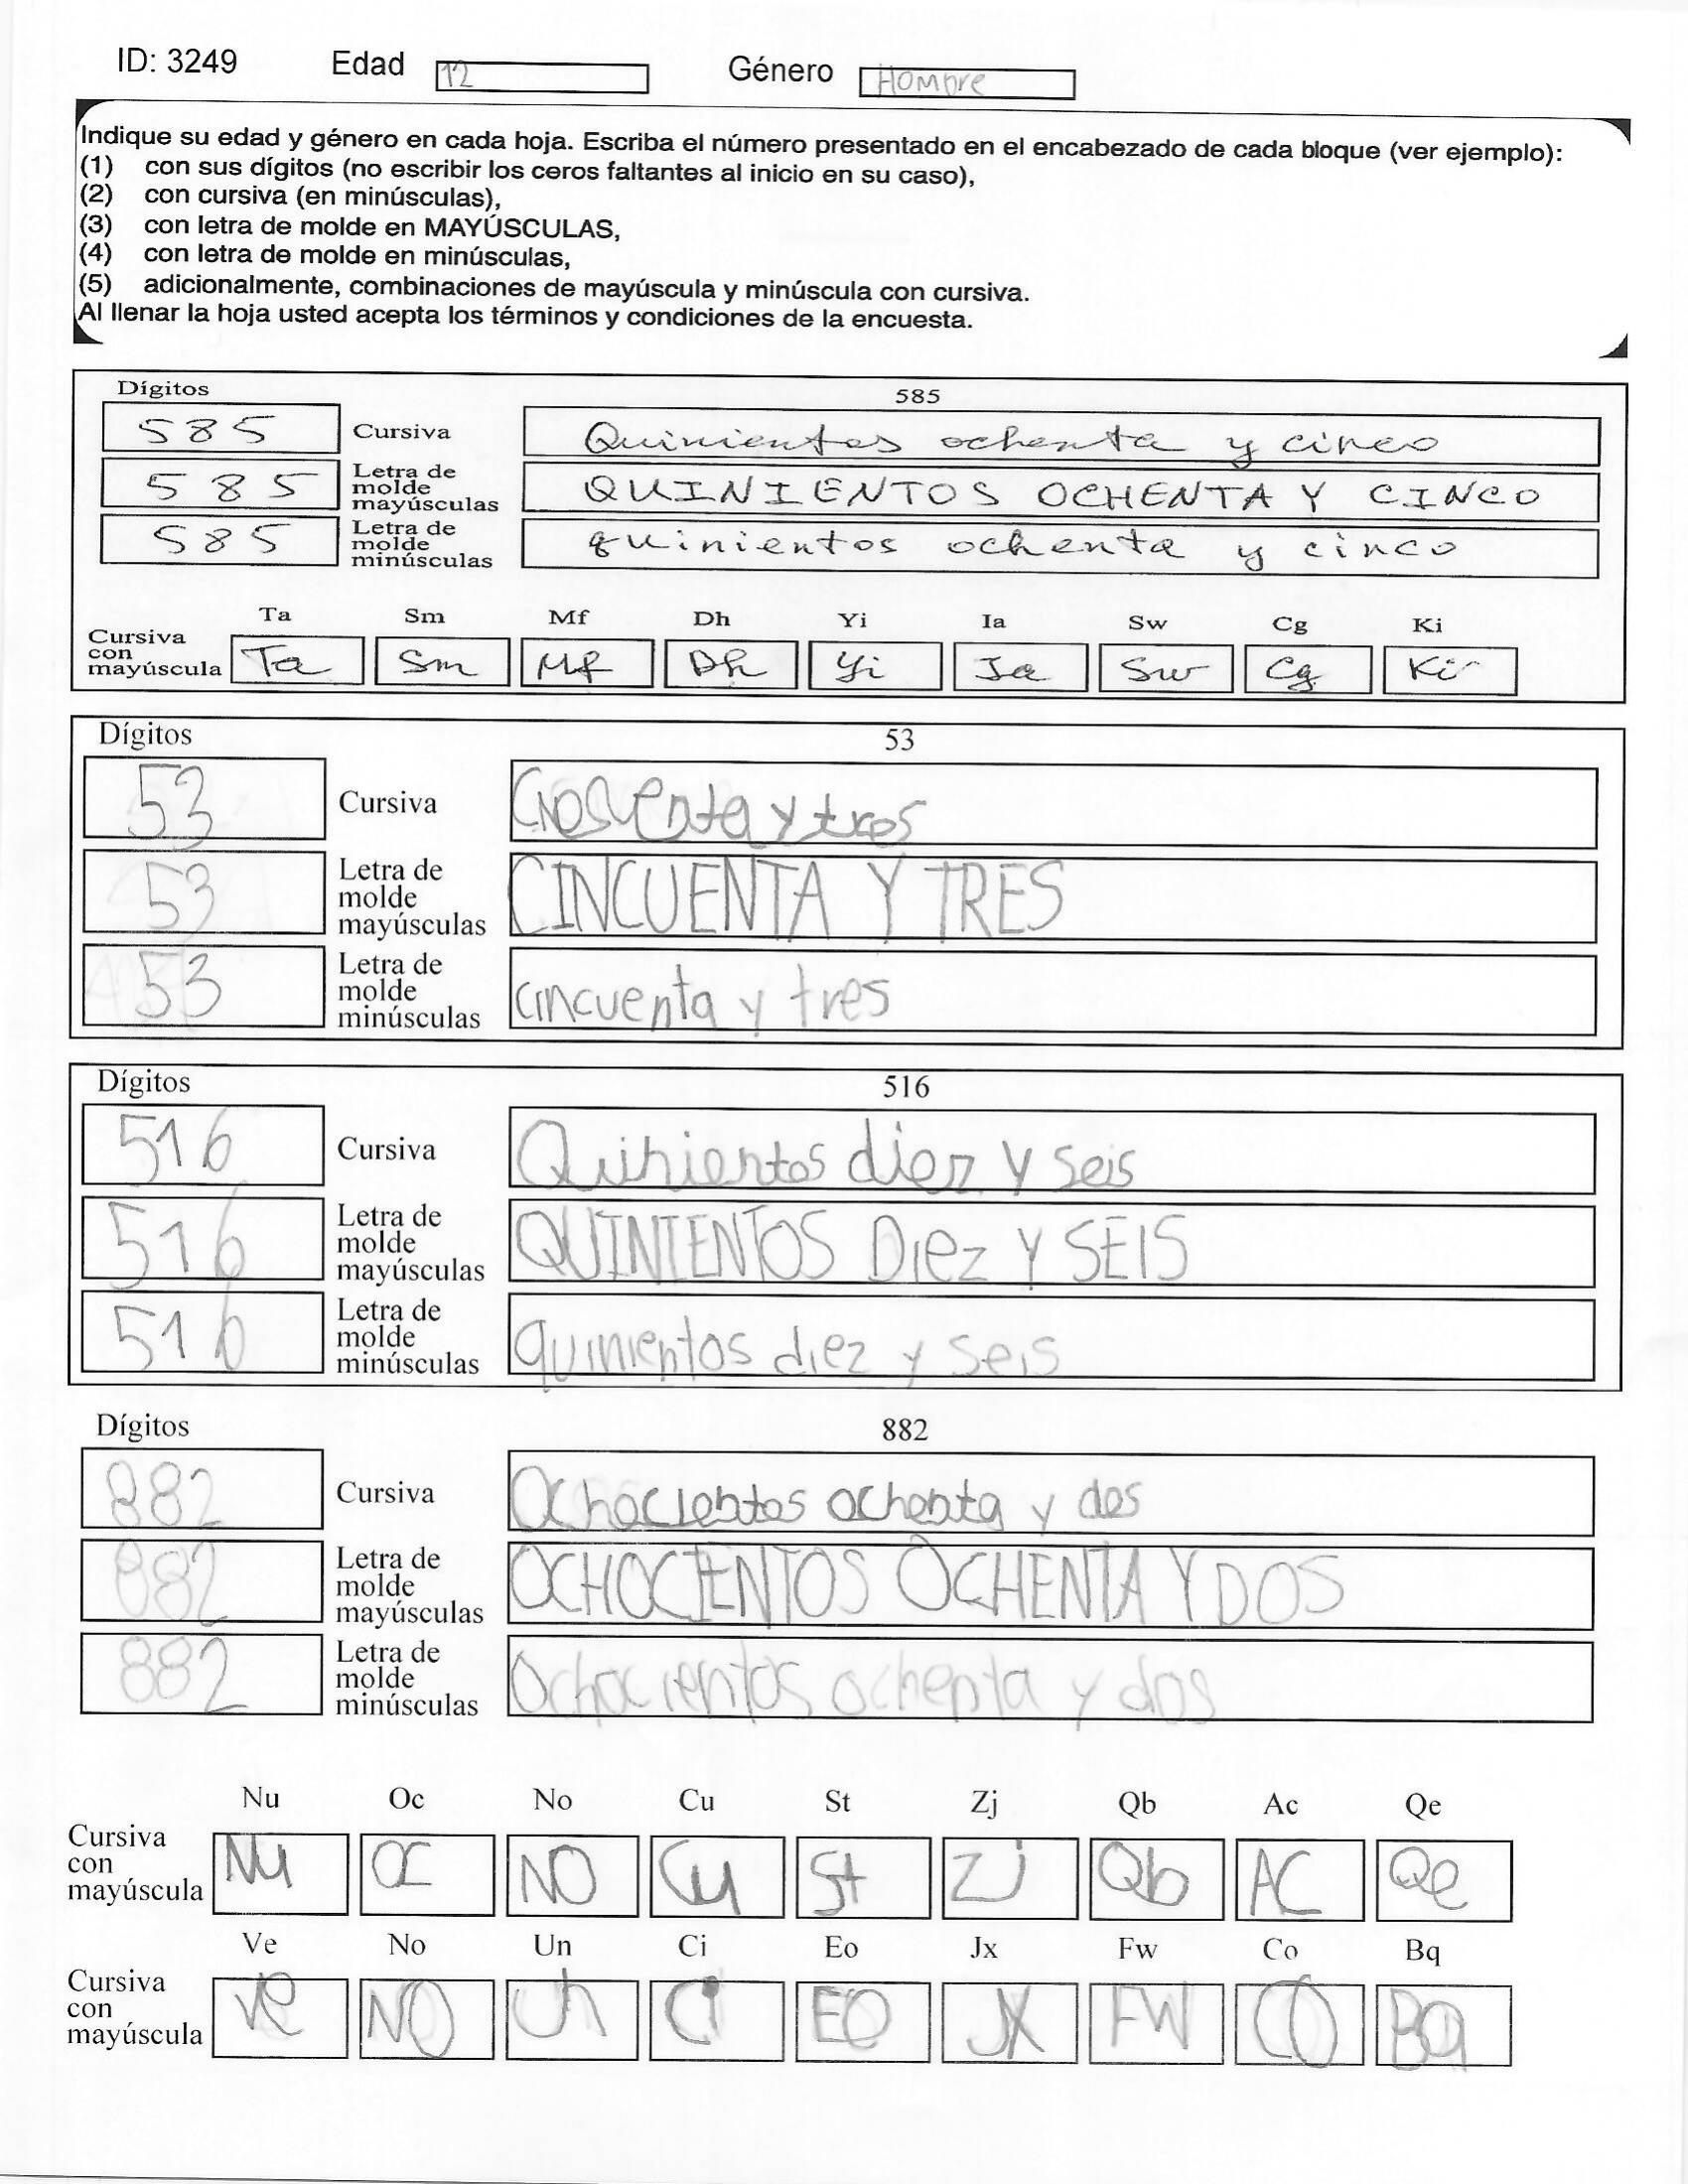 ID: 3249 Edad 12 Género Hombre
Indique su edad y género en cada hoja. Escriba el número presentado en el encabezado de cada bloque (ver ejemplo):
(1) con sus dígitos (no escribir los ceros faltantes al inicio en su caso),
(2) con cursiva (en minúsculas),
(3) con letra de molde en MAYÚSCULAS,
(4) con letra de molde en minúsculas,
(5) adicionalmente, combinaciones de mayúscula y minúscula con cursiva.
Al llenar la hoja usted acepta los términos y condiciones de la encuesta.
Dígitos 585
585 Cursiva Quinientos ochenta y cinco
585 Letra de molde mayúsculas QUINIENTOS OCHENTA Y CINCO
585 Letra de molde minúsculas quinientos ochenta y cinco
Ta Sm Mf Dh Yi Ia Sw Cg Ki
Cursiva con mayúscula Ta Sm Mf Dh Yi Ia Sw Cg Ki
Dígitos 53
53 Cursiva y tres
53 Letra de molde mayúsculas CINCUENTA Y TRES
53 Letra de molde minúsculas cincuenta y tres
Dígitos 516
516 Cursiva Quinientos diez y seis
516 Letra de molde mayúsculas QUINIENTOS Diez Y SEIS
516 Letra de molde minúsculas quinientos diez y seis
Dígitos 882
882 Cursiva Ochocientos ochenta y dos
882 Letra de molde mayúsculas OCHOCIENTOS OCHENTA Y DOS
882 Letra de molde minúsculas Ochocientos ochenta y dos
Nu Oc No Cu St Zj Qb Ac Qe
Cursiva con mayúscula Nu OC NO Cu St Zj Qb AC Qe
Ve No Un Ci Eo Jx Fw Co Bq
Cursiva con mayúscula Ve NO Un Ci EO JX FW CO Bq